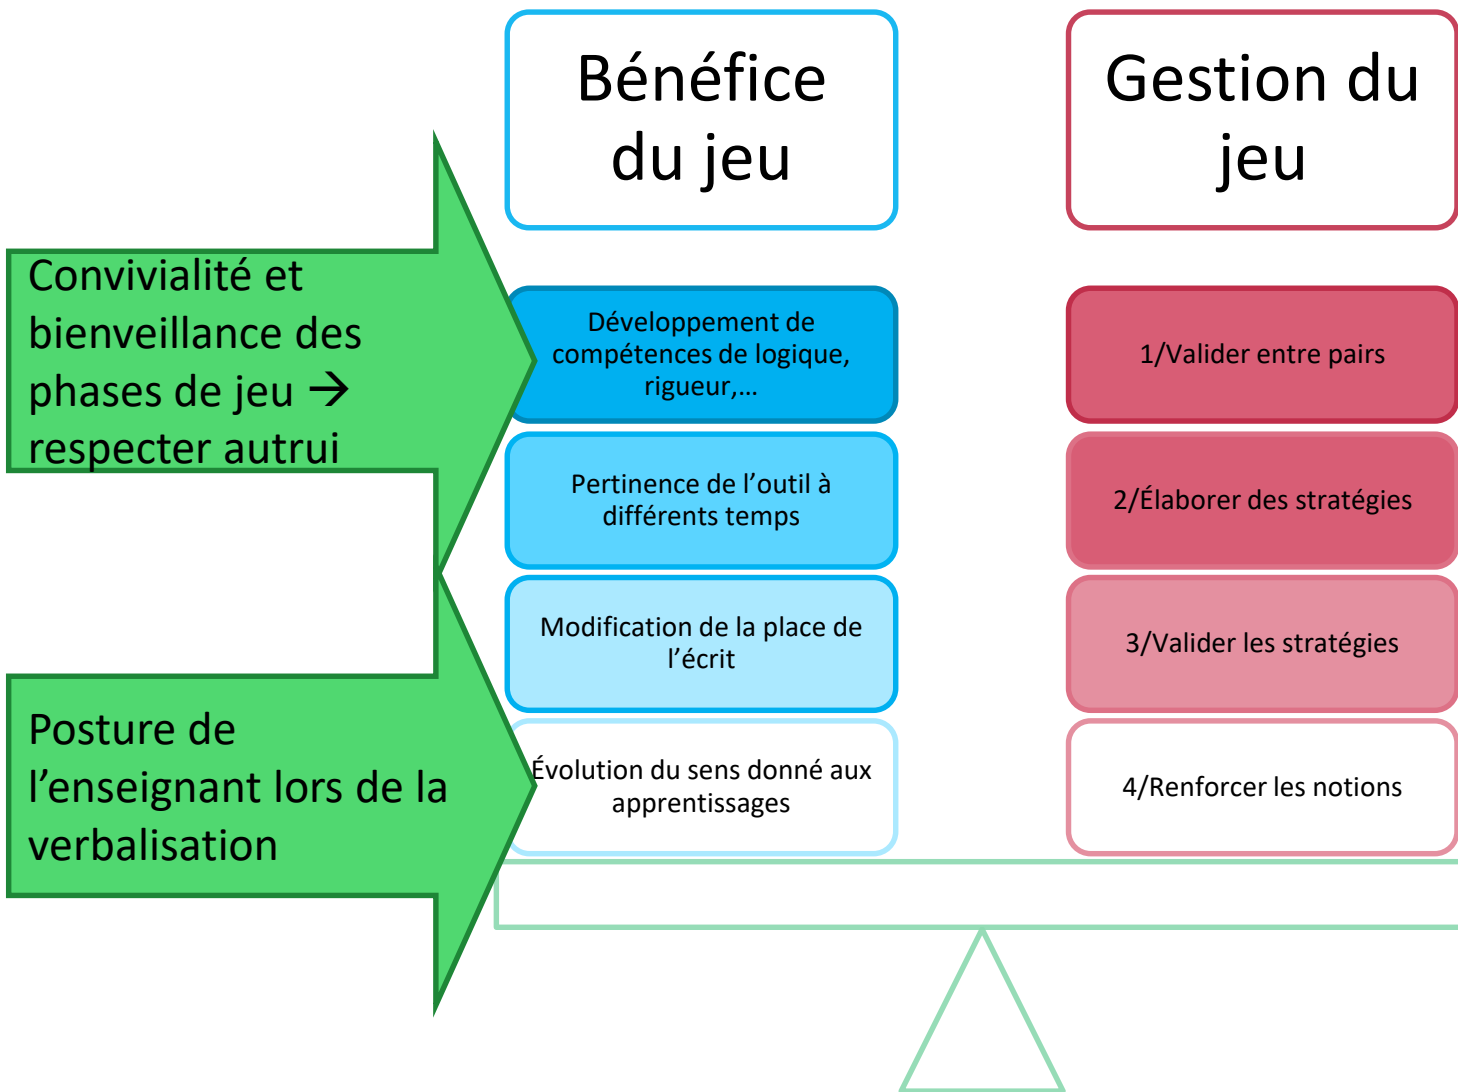 Bénéfice
du jeu
Gestion du
jeu
Convivialité et
bienveillance des
phases de jeu →
respecter autrui
Posture de
l’enseignant lors de la
verbalisation
Développement de
compétences de logique,
rigueur,…
Pertinence de l’outil à
différents temps
Modification de la place de
l’écrit
Évolution du sens donné aux
apprentissages
1/Valider entre pairs
2/Élaborer des stratégies
3/Valider les stratégies
4/Renforcer les notions